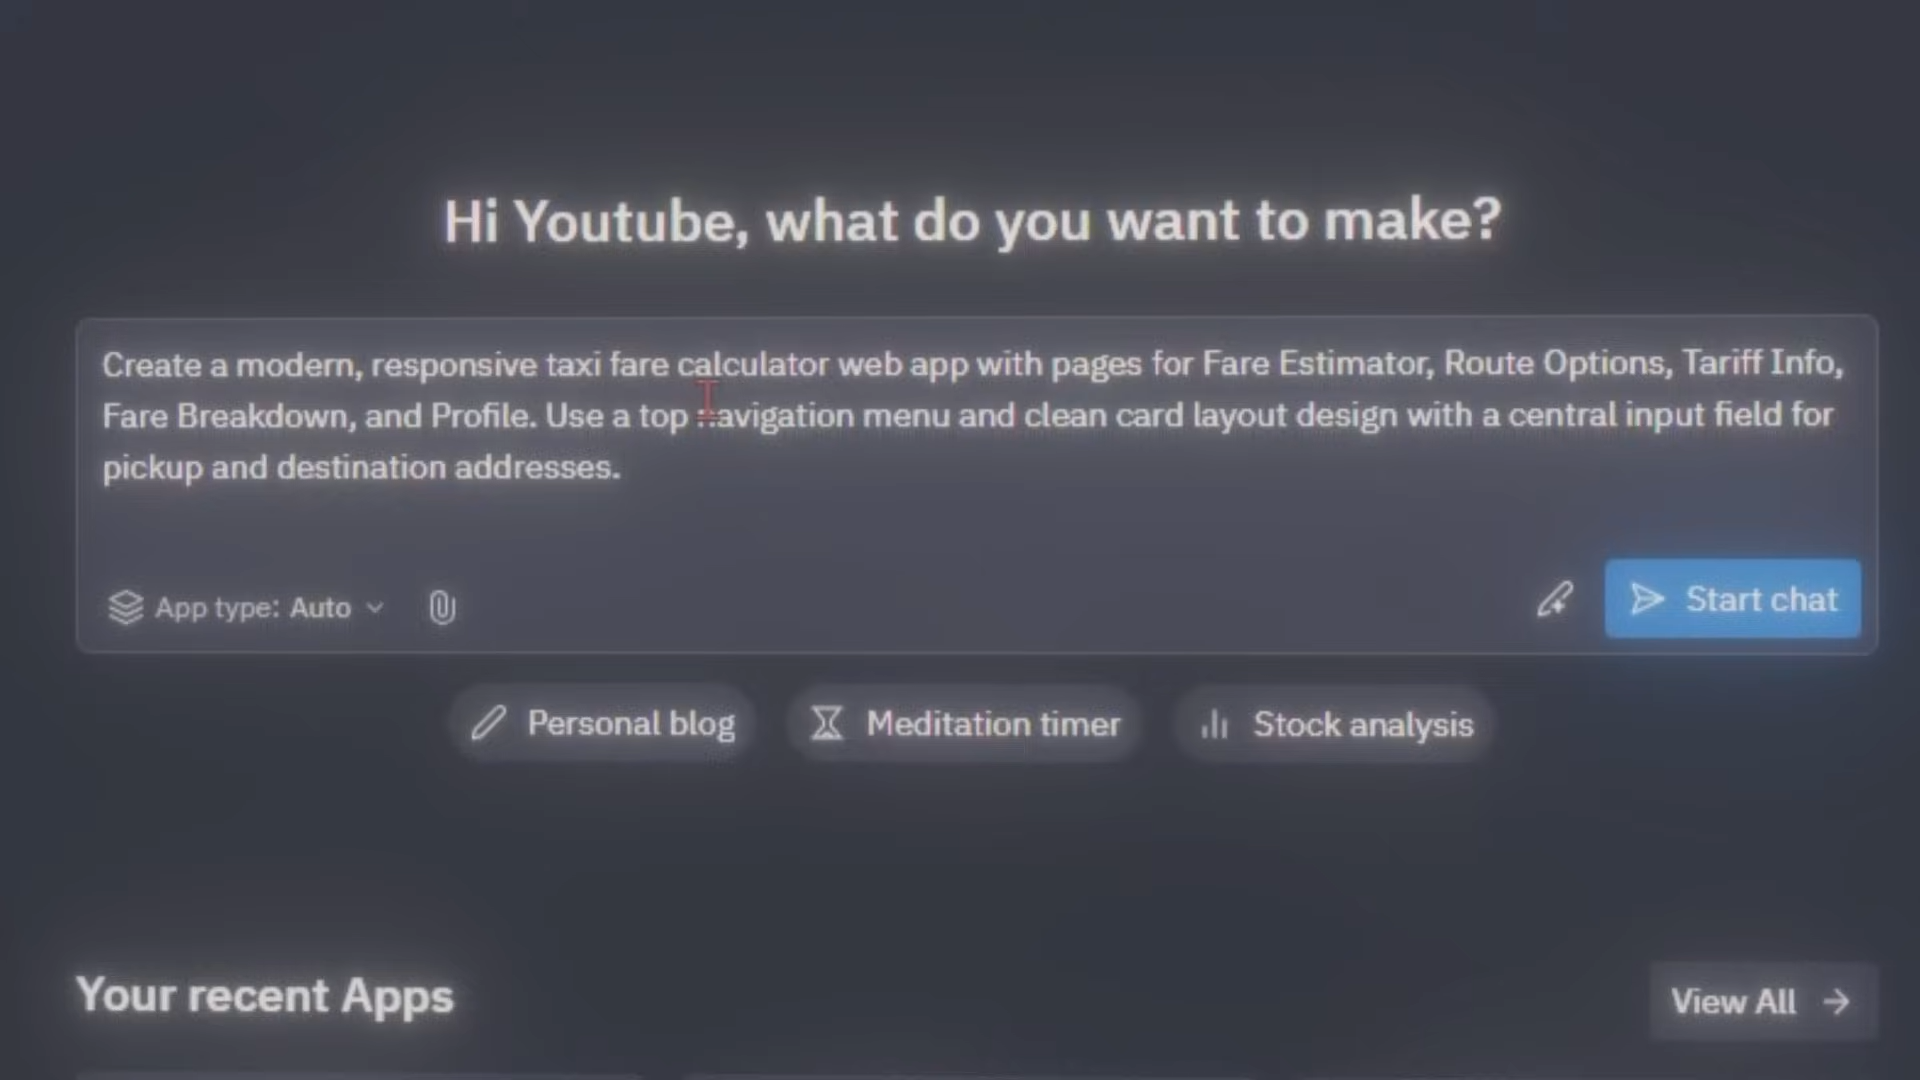 Hi Youtube, what do you want to make?
Create a modern, responsive taxi fare calculator web app with pages for Fare Estimator, Route Options, Tariff Info,
Fare Breakdown, and Profile. Use a top navigation menu and clean card layout design with a central input field for
pickup and destination addresses.
App type: Auto
Start chat
Personal blog
Meditation timer
Stock analysis
Your recent Apps
View All